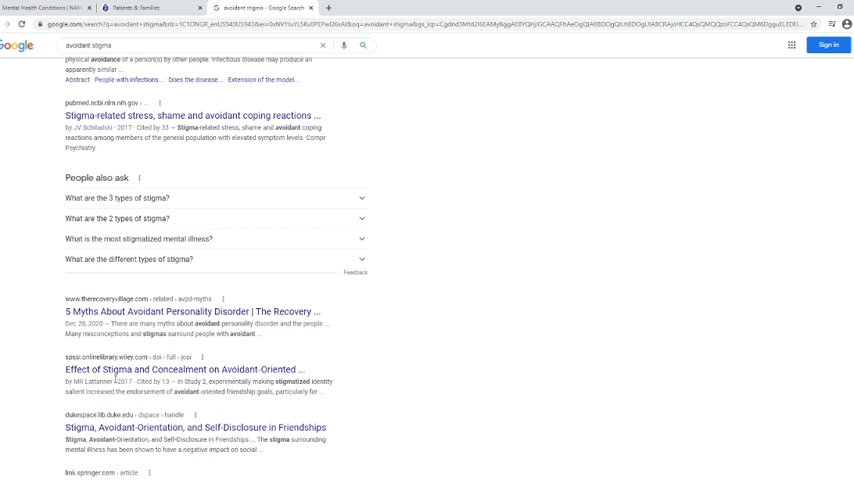 Mental Health Conditions | NAM
Patients & Families
avoidant stigma - Google Search
Google
avoidant stigma
Sign in
physical avoidance of a person(s) by other people. Infectious disease may produce an
apparently similar ...
Abstract · People with infections... · Does the disease... · Extension of the model...
pubmed.ncbi.nlm.nih.gov › ...
Stigma-related stress, shame and avoidant coping reactions ...
by JV Schibalski · 2017 · Cited by 33 — Stigma-related stress, shame and avoidant coping
reactions among members of the general population with elevated symptom levels. Compr
Psychiatry.
People also ask
What are the 3 types of stigma?
What are the 2 types of stigma?
What is the most stigmatized mental illness?
What are the different types of stigma?
Feedback
www.therecoveryvillage.com › related › avpd-myths
5 Myths About Avoidant Personality Disorder | The Recovery ...
Dec 28, 2020 — There are many myths about avoidant personality disorder and the people ...
Many misconceptions and stigmas surround people with avoidant ...
spssi.onlinelibrary.wiley.com › doi › full › josi
Effect of Stigma and Concealment on Avoidant-Oriented ...
by MR Lattanner · 2017 · Cited by 13 — In Study 2, experimentally making stigmatized identity
salient increased the endorsement of avoidant-oriented friendship goals, particularly for ...
dukespace.lib.duke.edu › dspace › handle
Stigma, Avoidant-Orientation, and Self-Disclosure in Friendships
Stigma, Avoidant-Orientation, and Self-Disclosure in Friendships ... The stigma surrounding
mental illness has been shown to have a negative impact on social ...
link.springer.com › article